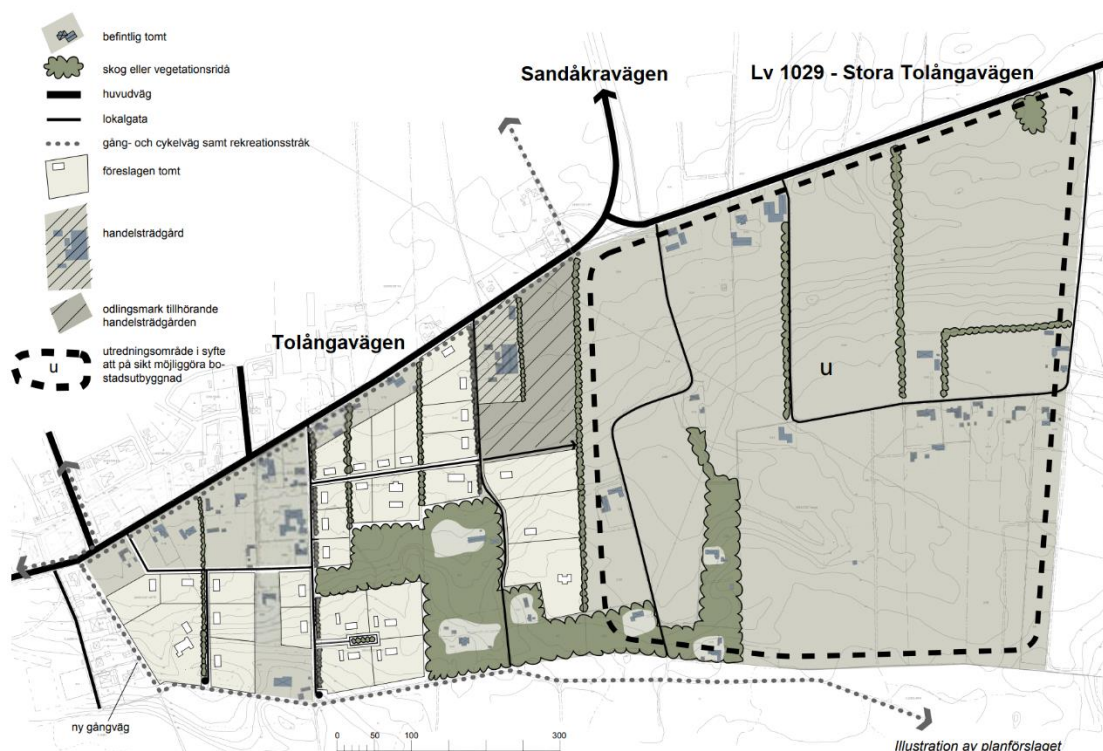 befintlig tomt
skog eller vegetationsridå
huvudväg
lokalgata
gång- och cykelväg samt rekreationsstråk
föreslagen tomt
handelsträdgård
odlingsmark tillhörande
handelsträdgården
u
utredningsområde i syfte
att på sikt möjliggöra bo-
stadsutbyggnad
Sandåkravägen
Lv 1029 - Stora Tolångavägen
Tolångavägen
u
ny gångväg
0 50 100 300
Illustration av planförslaget